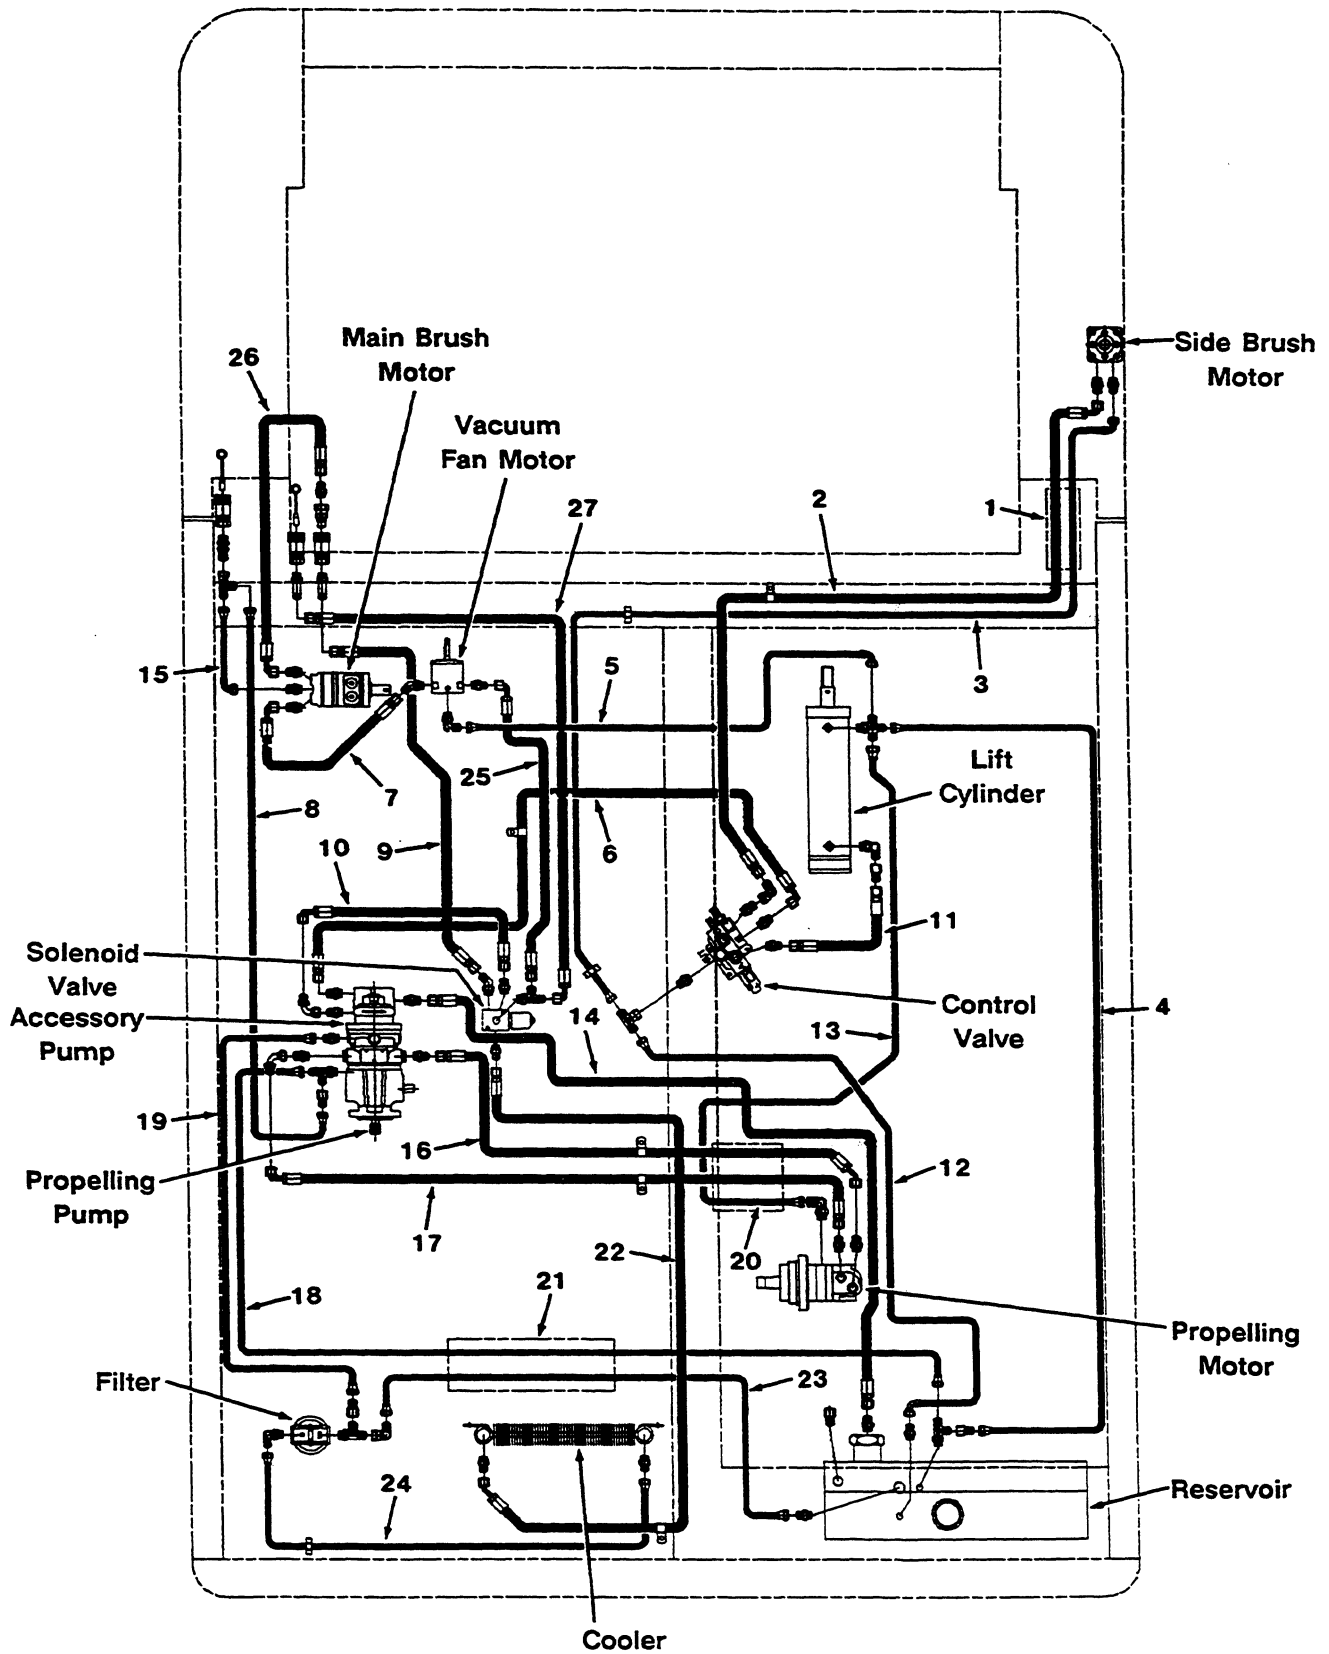 Main Brush
Motor
26
Side Brush
Motor
Vacuum
Fan Motor
27
2
1
15
5
3
25
Lift
Cylinder
7
8
6
10
9
11
Solenoid
Valve
Accessory
Pump
14
Control
Valve
13
4
19
16
12
Propelling
Pump
17
22
20
18
21
Propelling
Motor
Filter
23
24
Reservoir
Cooler